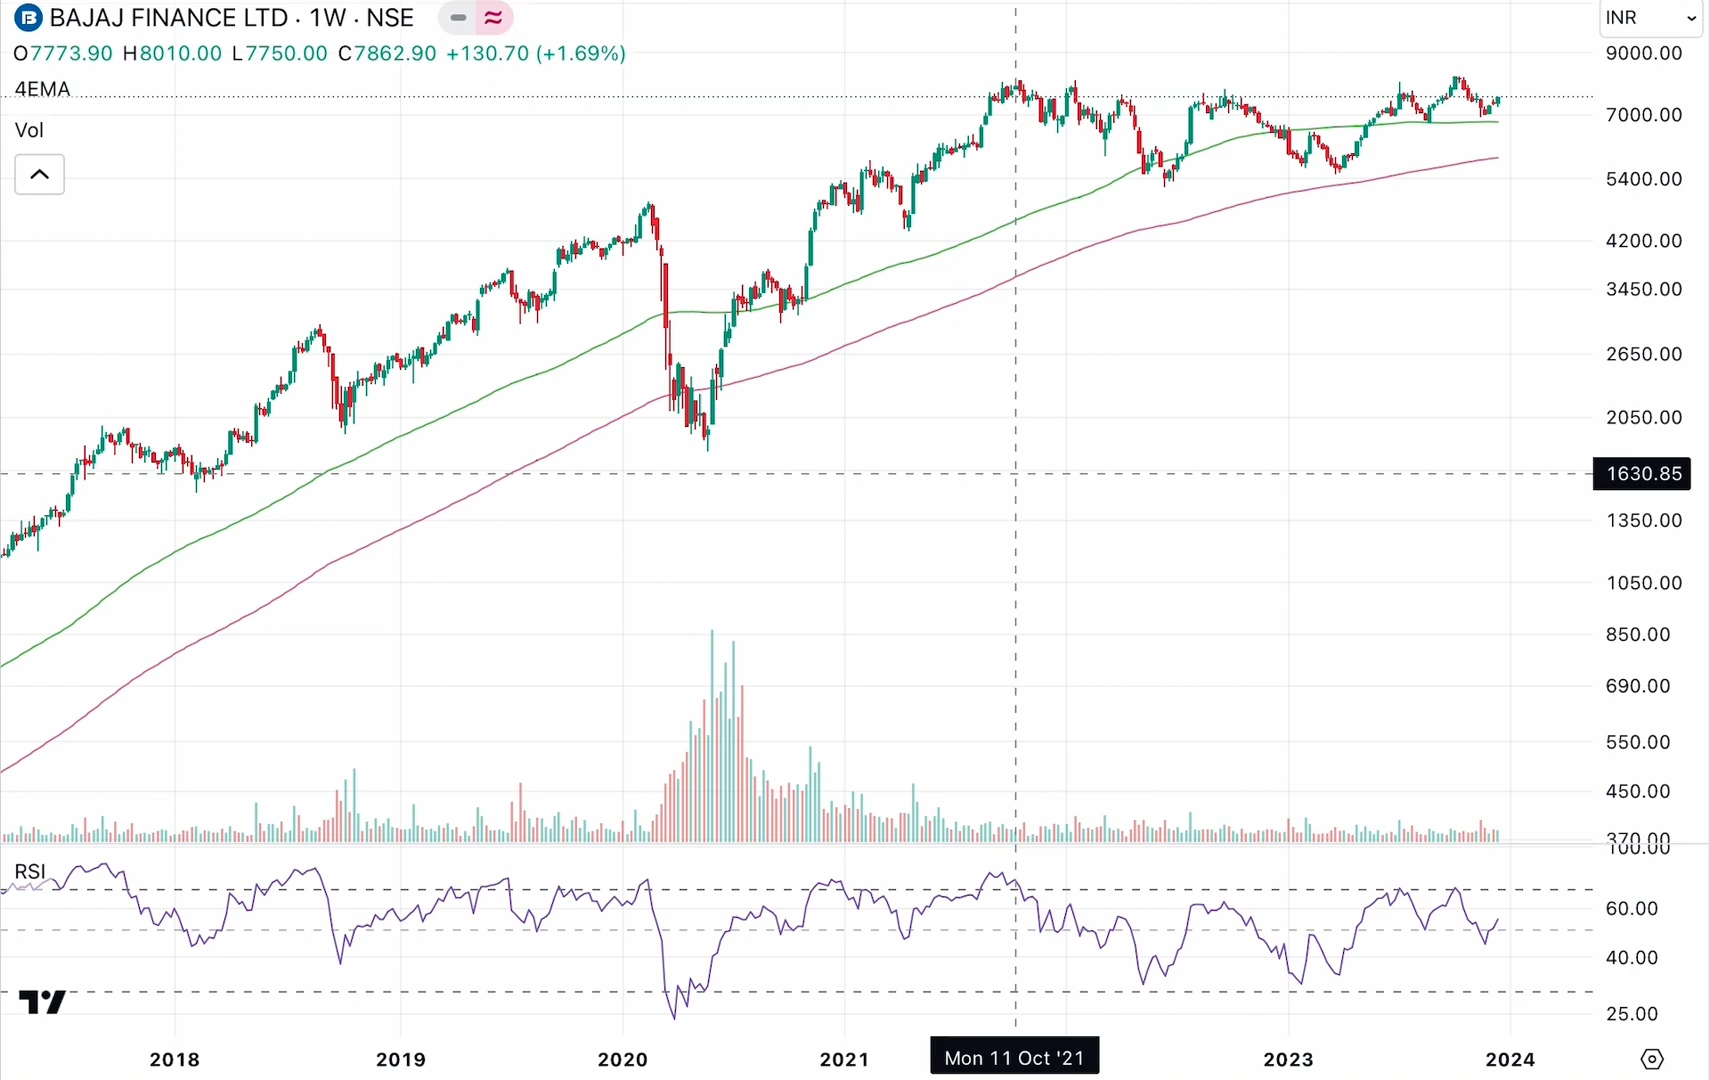 BAJAJ FINANCE LTD · 1W · NSE
O7773.90 H8010.00 L7750.00 C7862.90 +130.70 (+1.69%)
4EMA
Vol
INR
9000.00
7000.00
5400.00
4200.00
3450.00
2650.00
2050.00
1630.85
1350.00
1050.00
850.00
690.00
550.00
450.00
370.00
100.00
RSI
60.00
40.00
25.00
2018 2019 2020 2021 Mon 11 Oct '21 2023 2024